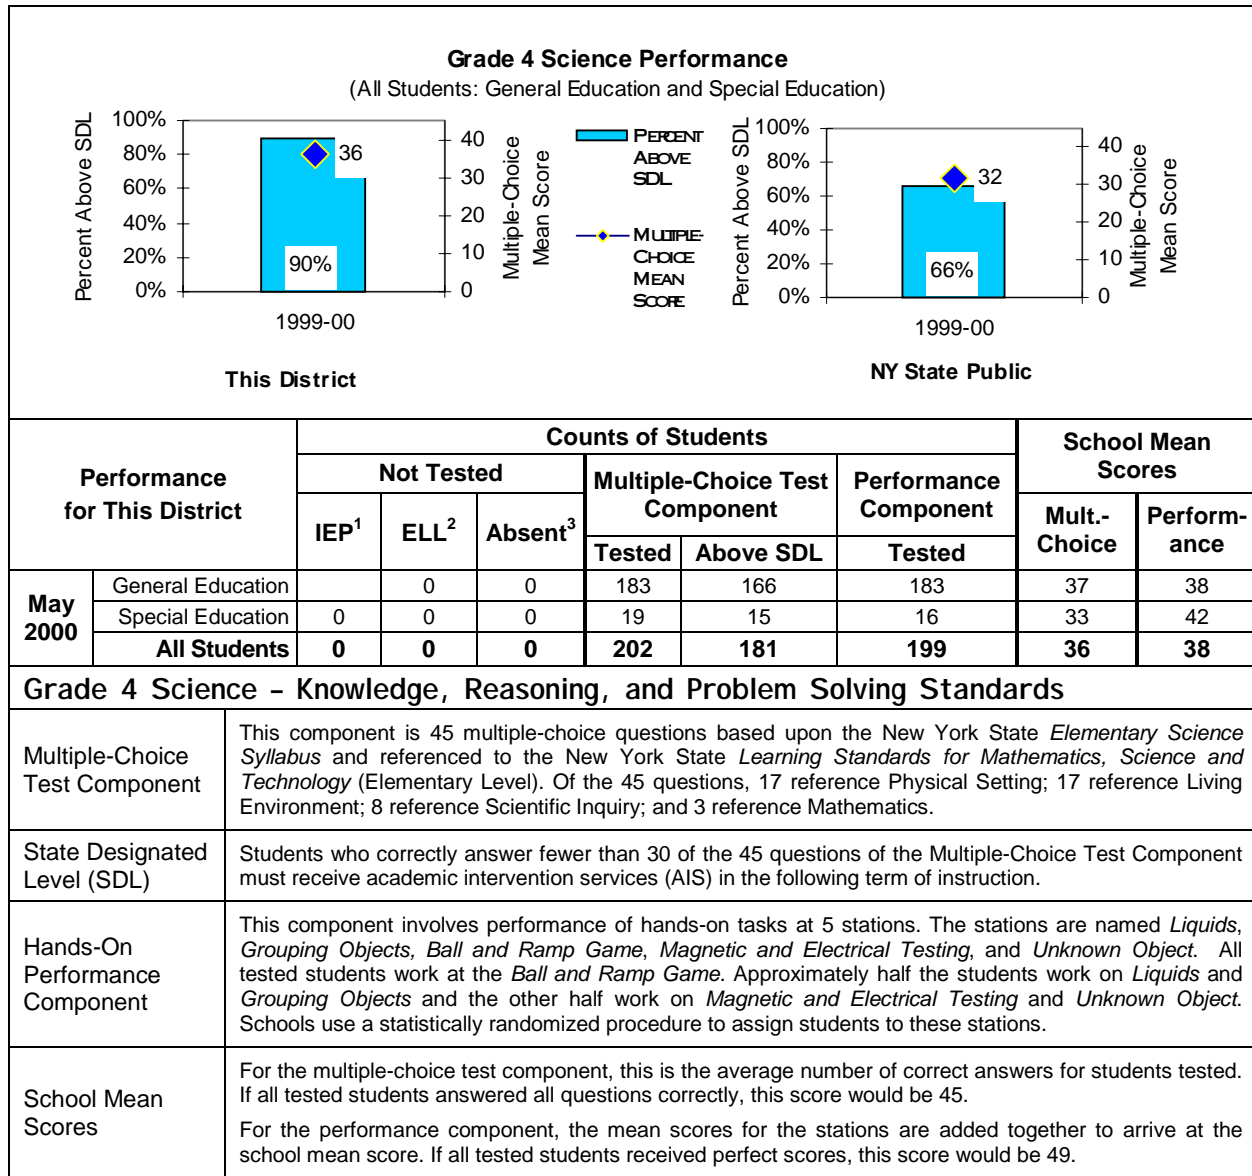 Grade 4 Science Performance
(All Students: General Education and Special Education)
Percent Above SDL
100%
80%
60%
40%
20%
0%
36
90%
1999-00
40
30
20
10
0
Multiple-Choice
Mean Score
This District
PERCENT
ABOVE
SDL
MULTIPLE-
CHOICE
MEAN
SCORE
Percent Above SDL
100%
80%
60%
40%
20%
0%
32
66%
1999-00
40
30
20
10
0
Multiple-Choice
Mean Score
NY State Public
Performance
for This District
Counts of Students
School Mean
Scores
Not Tested
Multiple-Choice Test
Component
Performance
Component
IEP1 ELL2 Absent3
Tested Above SDL Tested
Mult.-
Choice
Perform-
ance
May
2000
General Education 0 0 183 166 183 37 38
Special Education 0 0 0 19 15 16 33 42
All Students 0 0 0 202 181 199 36 38
Grade 4 Science – Knowledge, Reasoning, and Problem Solving Standards
Multiple-Choice
Test Component
This component is 45 multiple-choice questions based upon the New York State Elementary Science
Syllabus and referenced to the New York State Learning Standards for Mathematics, Science and
Technology (Elementary Level). Of the 45 questions, 17 reference Physical Setting; 17 reference Living
Environment; 8 reference Scientific Inquiry; and 3 reference Mathematics.
State Designated
Level (SDL)
Students who correctly answer fewer than 30 of the 45 questions of the Multiple-Choice Test Component
must receive academic intervention services (AIS) in the following term of instruction.
Hands-On
Performance
Component
This component involves performance of hands-on tasks at 5 stations. The stations are named Liquids,
Grouping Objects, Ball and Ramp Game, Magnetic and Electrical Testing, and Unknown Object. All
tested students work at the Ball and Ramp Game. Approximately half the students work on Liquids and
Grouping Objects and the other half work on Magnetic and Electrical Testing and Unknown Object.
Schools use a statistically randomized procedure to assign students to these stations.
School Mean
Scores
For the multiple-choice test component, this is the average number of correct answers for students tested.
If all tested students answered all questions correctly, this score would be 45.
For the performance component, the mean scores for the stations are added together to arrive at the
school mean score. If all tested students received perfect scores, this score would be 49.